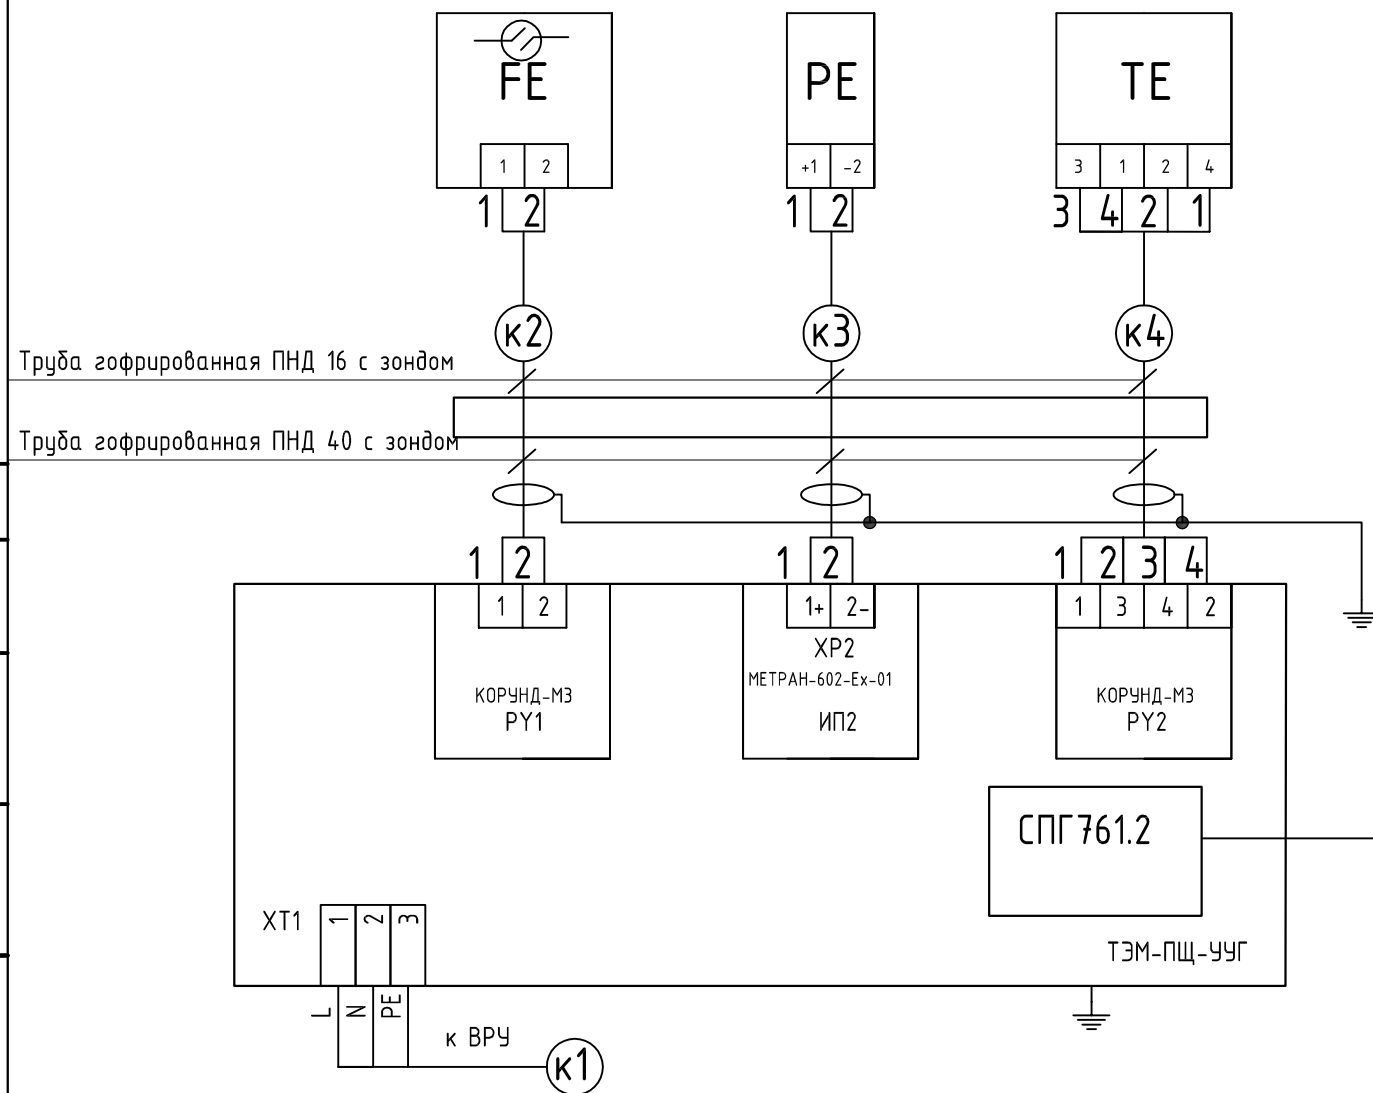 FE
PE
TE
1 2
+1 -2
3 1 2 4
1 2
1 2
3 4 2 1
к2
к3
к4
Труба гофрированная ПНД 16 с зондом
Труба гофрированная ПНД 40 с зондом
1 2
1 2
1 2 3 4
1 2
1+ 2-
1 3 4 2
ХР2
МЕТРАН-602-Ех-01
ИП2
КОРУНД-М3
PY1
КОРУНД-М3
PY2
СПГ761.2
ХТ1
1 2 3
ТЭМ-ПЩ-УУГ
L N PE
к ВРУ
к1